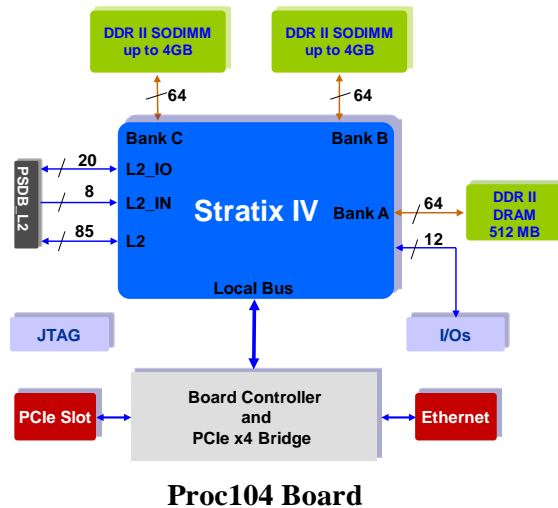 DDR II SODIMM
up to 4GB
DDR II SODIMM
up to 4GB
64
64
Bank C
Bank B
PSDB_L2
20
L2_IO
8
L2_IN
Stratix IV
Bank A
64
DDR II
DRAM
512 MB
85
L2
12
Local Bus
JTAG
I/Os
PCIe Slot
Board Controller
and
PCIe x4 Bridge
Ethernet
Proc104 Board